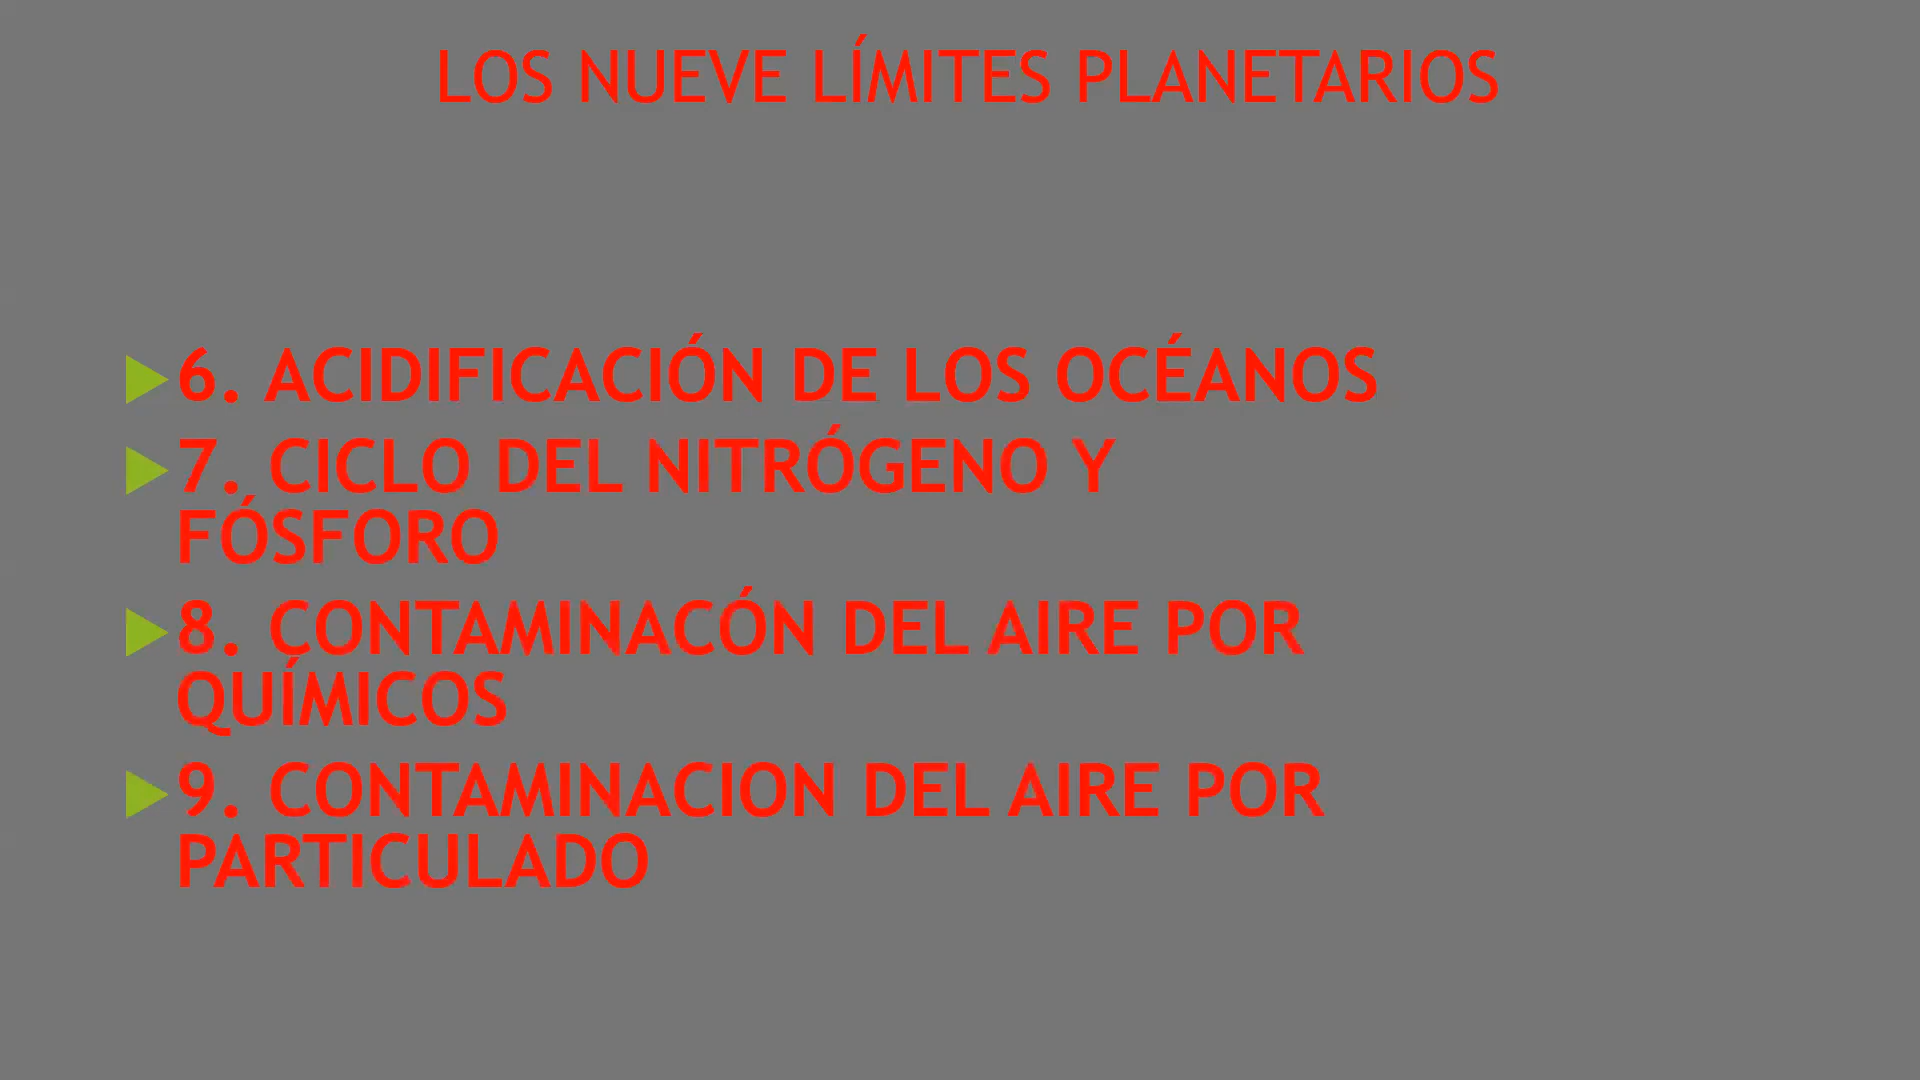 LOS NUEVE LÍMITES PLANETARIOS
6. ACIDIFICACIÓN DE LOS OCÉANOS
7. CICLO DEL NITRÓGENO Y
FÓSFORO
8. CONTAMINACÓN DEL AIRE POR
QUÍMICOS
9. CONTAMINACION DEL AIRE POR
PARTICULADO